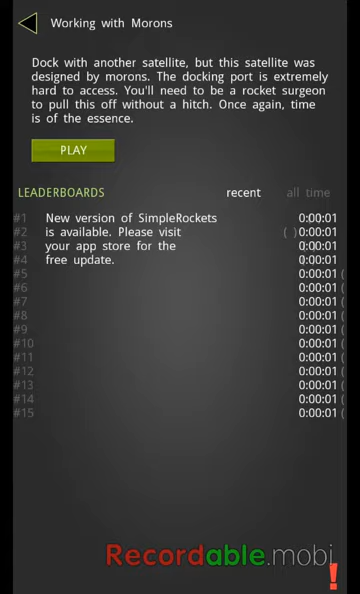 Working with Morons
Dock with another satellite, but this satellite was
designed by morons. The docking port is extremely
hard to access. You'll need to be a rocket surgeon
to pull this off without a hitch. Once again, time
is of the essence.
PLAY
LEADERBOARDS recent all time
#1 New version of SimpleRockets 0:00:01
#2 is available. Please visit ( ) 0:00:01
#3 your app store for the 0:00:01
#4 free update. 0:00:01
#5 0:00:01 (
#6 0:00:01 (
#7 0:00:01 (
#8 0:00:01 (
#9 0:00:01 (
#10 0:00:01 (
#11 0:00:01 (
#12 0:00:01 (
#13 0:00:01 (
#14 0:00:01 (
#15 0:00:01 (
Recordable.mobi
!